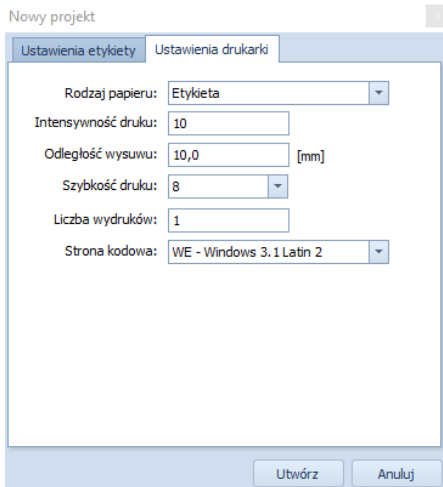 Nowy projekt
Ustawienia etykiety Ustawienia drukarki
Rodzaj papieru: Etykieta
Intensywność druku: 10
Odległość wysuwu: 10,0 [mm]
Szybkość druku: 8
Liczba wydruków: 1
Strona kodowa: WE - Windows 3.1 Latin 2
Utwórz Anuluj